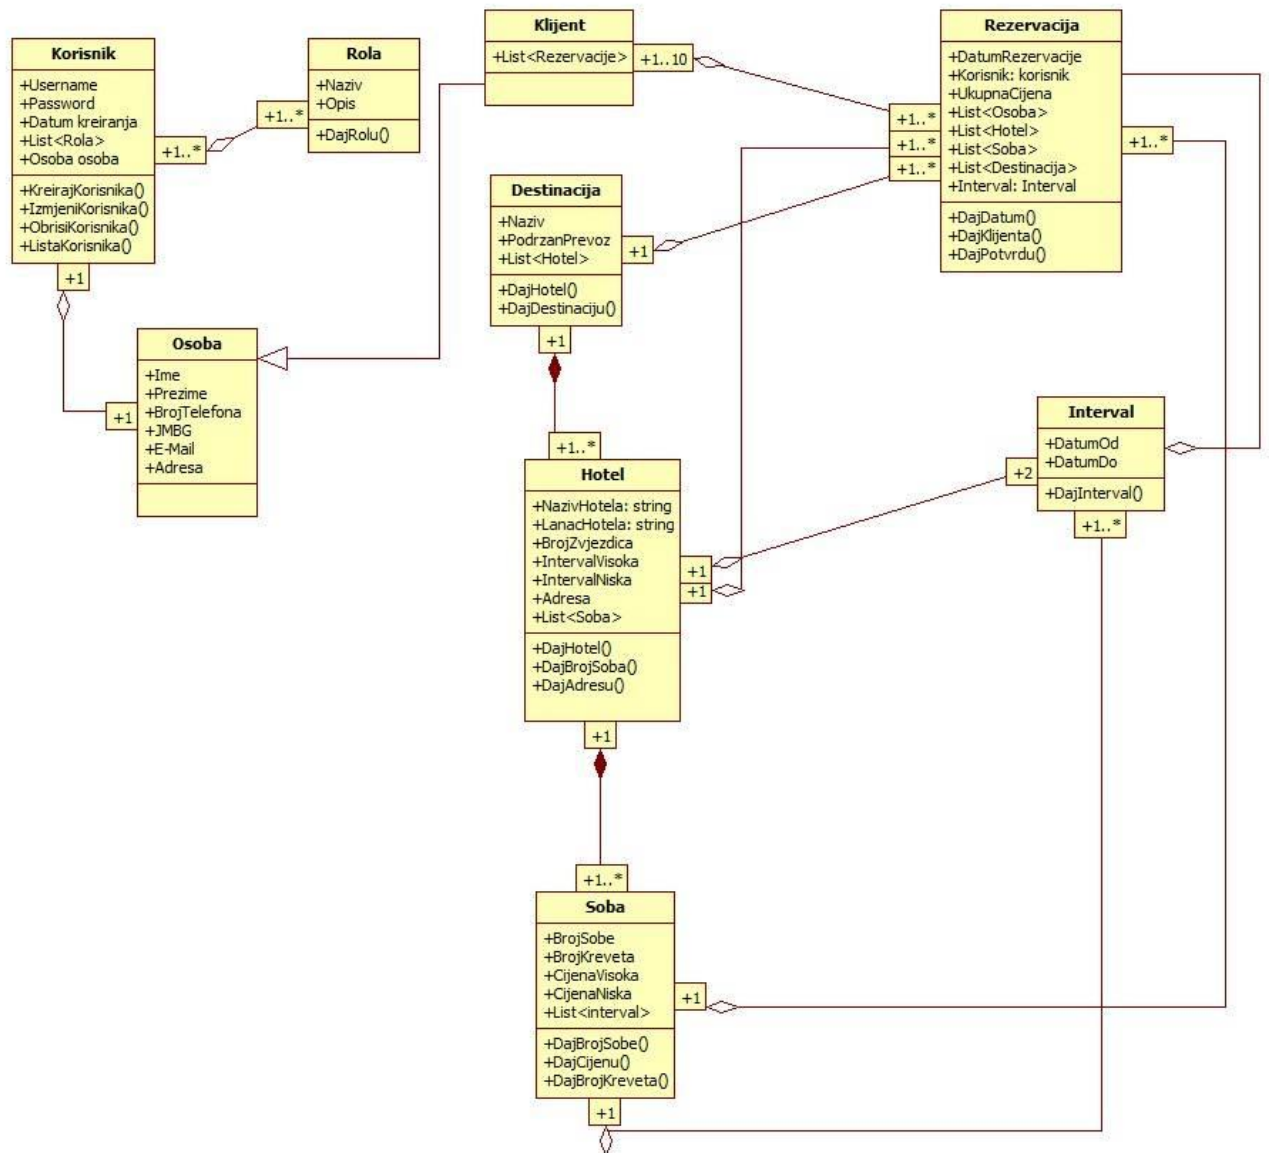 Korisnik
+Username
+Password
+Datum kreiranja
+List<Rola>
+Osoba osoba
+KreirajKorisnika()
+IzmjeniKorisnika()
+ObrisiKorisnika()
+ListaKorisnika()
+1..*
+1
Rola
+Naziv
+Opis
+DajRolu()
+1..*
Klijent
+List<Rezervacije>
+1..10
Rezervacija
+DatumRezervacije
+Korisnik: korisnik
+UkupnaCijena
+List<Osoba>
+List<Hotel>
+List<Soba>
+List<Destinacija>
+Interval: Interval
+DajDatum()
+DajKlijenta()
+DajPotvrdu()
+1..*
+1..*
+1..*
+1..*
Destinacija
+Naziv
+PodrzanPrevoz
+List<Hotel>
+DajHotel()
+DajDestinaciju()
+1
+1
Osoba
+Ime
+Prezime
+BrojTelefona
+JMBG
+E-Mail
+Adresa
+1
Interval
+DatumOd
+DatumDo
+DajInterval()
+2
+1..*
+1..*
Hotel
+NazivHotela: string
+LanacHotela: string
+BrojZvjezdica
+IntervalVisoka
+IntervalNiska
+Adresa
+List<Soba>
+DajHotel()
+DajBrojSoba()
+DajAdresu()
+1
+1
+1
+1..*
Soba
+BrojSobe
+BrojKreveta
+CijenaVisoka
+CijenaNiska
+List<interval>
+DajBrojSobe()
+DajCijenu()
+DajBrojKreveta()
+1
+1